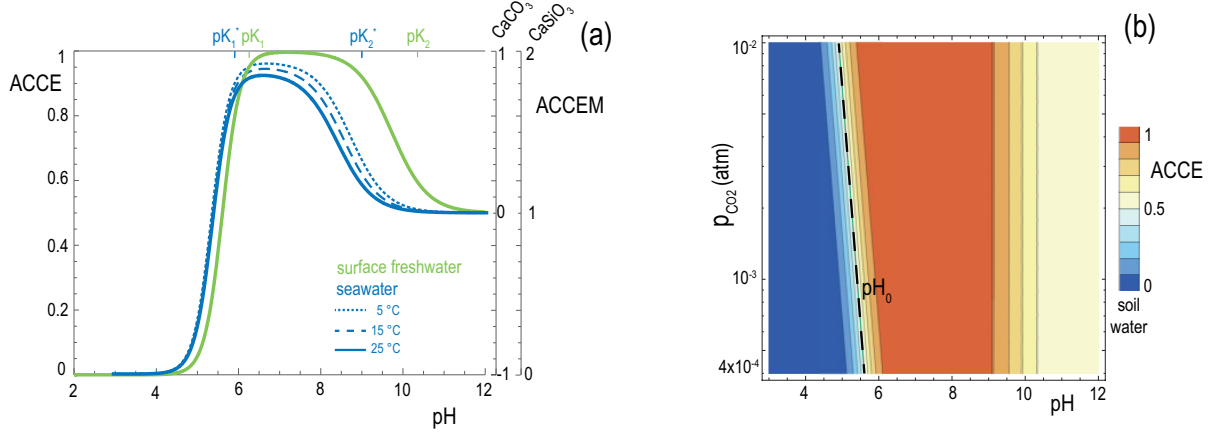 (a)
pK₁* pK₁ pK₂* pK₂
CaCO₃ CaSiO₃
ACCE
1
0.8
0.6
0.4
0.2
0
1 2
0 1
-1 0
ACCEM
surface freshwater
seawater
5 °C
15 °C
25 °C
2 4 5 6 8 10 12
pH
(b)
pCO2 (atm)
10⁻²
10⁻³
4x10⁻⁴
pH₀
4 6 8 10 12
pH
1
0.5
0
ACCE
soil
water